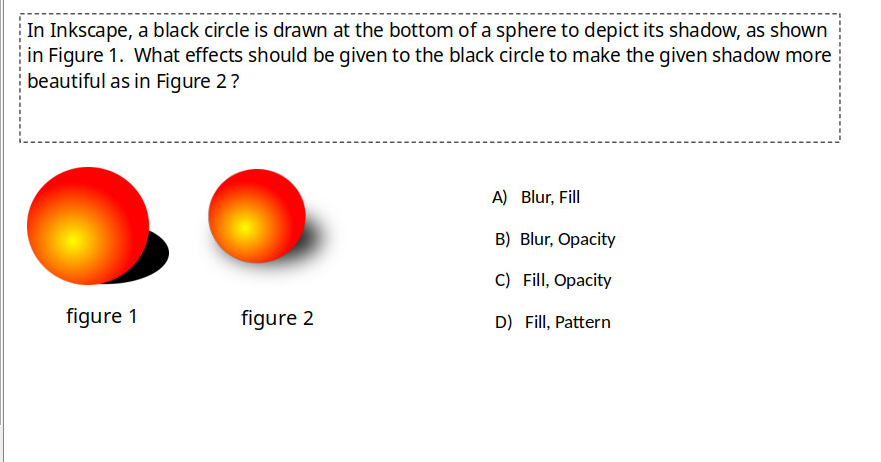 In Inkscape, a black circle is drawn at the bottom of a sphere to depict its shadow, as shown
in Figure 1.  What effects should be given to the black circle to make the given shadow more
beautiful as in Figure 2 ?
A)  Blur, Fill
B)  Blur, Opacity
C)  Fill, Opacity
D)  Fill, Pattern
figure 1
figure 2